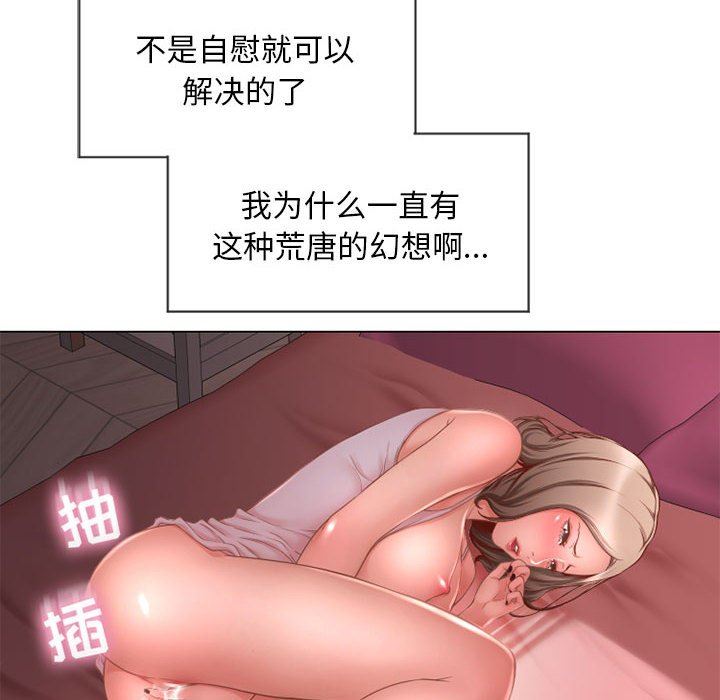 不是自慰就可以
解决的了
我为什么一直有
这种荒唐的幻想啊...
抽
插